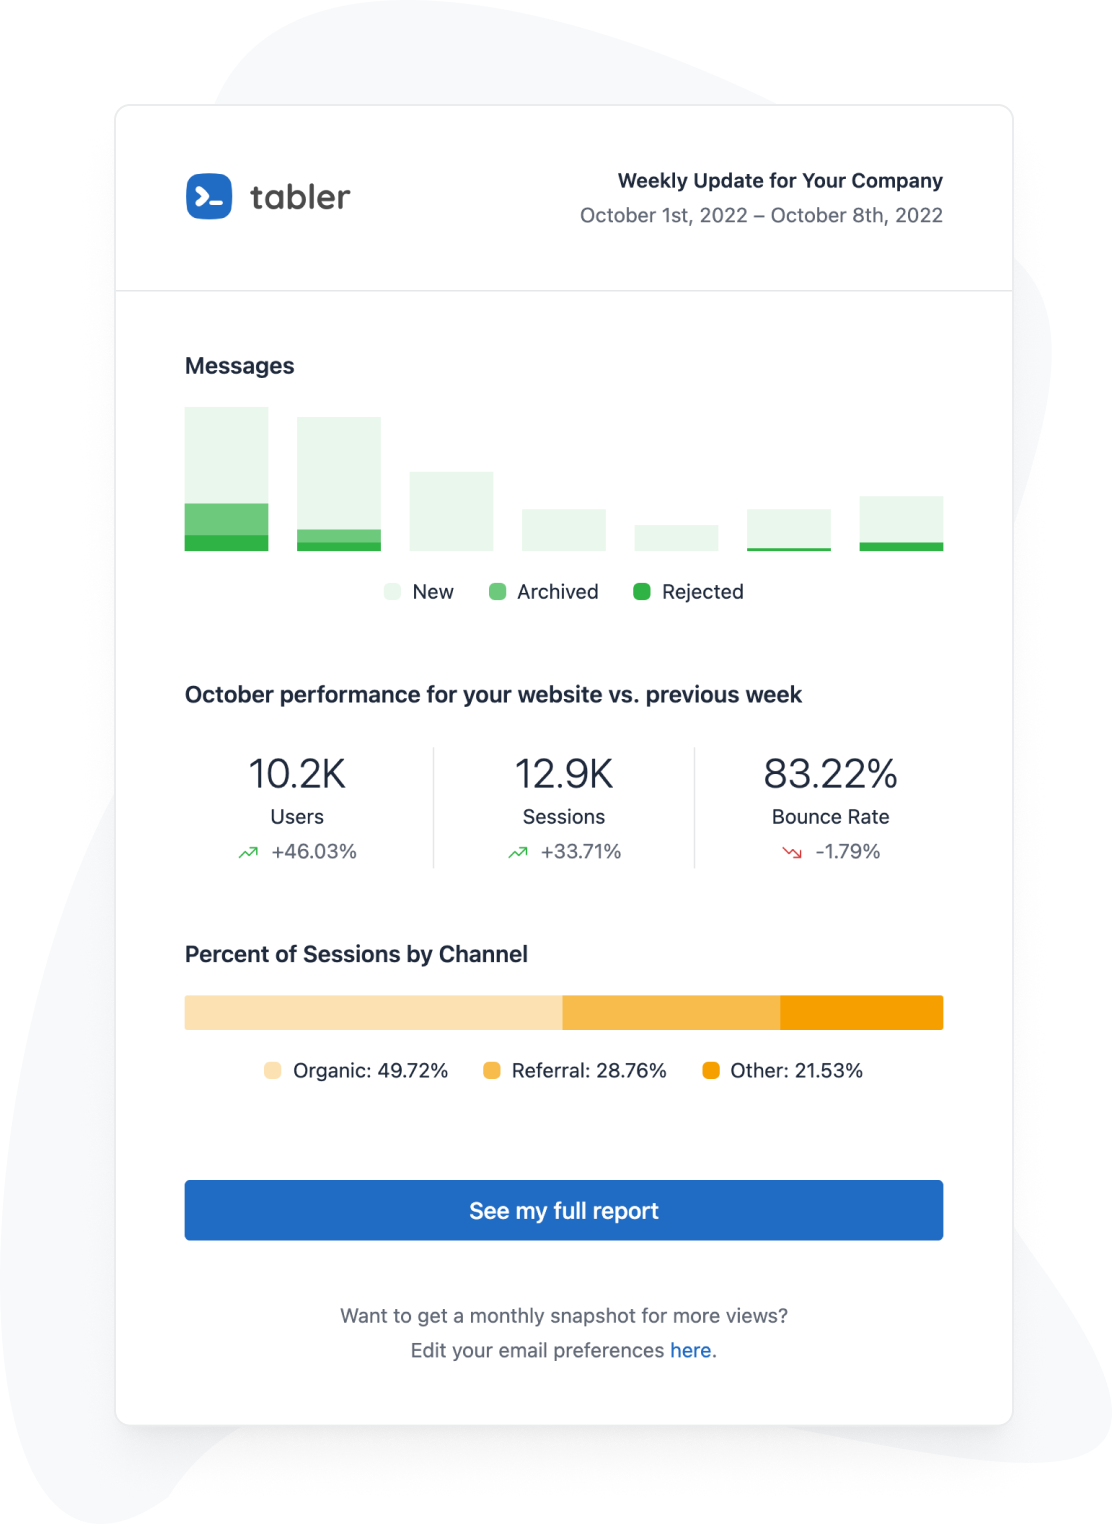 tabler
Weekly Update for Your Company
October 1st, 2022 – October 8th, 2022
Messages
New
Archived
Rejected
October performance for your website vs. previous week
10.2K
Users
+46.03%
12.9K
Sessions
+33.71%
83.22%
Bounce Rate
-1.79%
Percent of Sessions by Channel
Organic: 49.72%
Referral: 28.76%
Other: 21.53%
See my full report
Want to get a monthly snapshot for more views?
Edit your email preferences here.